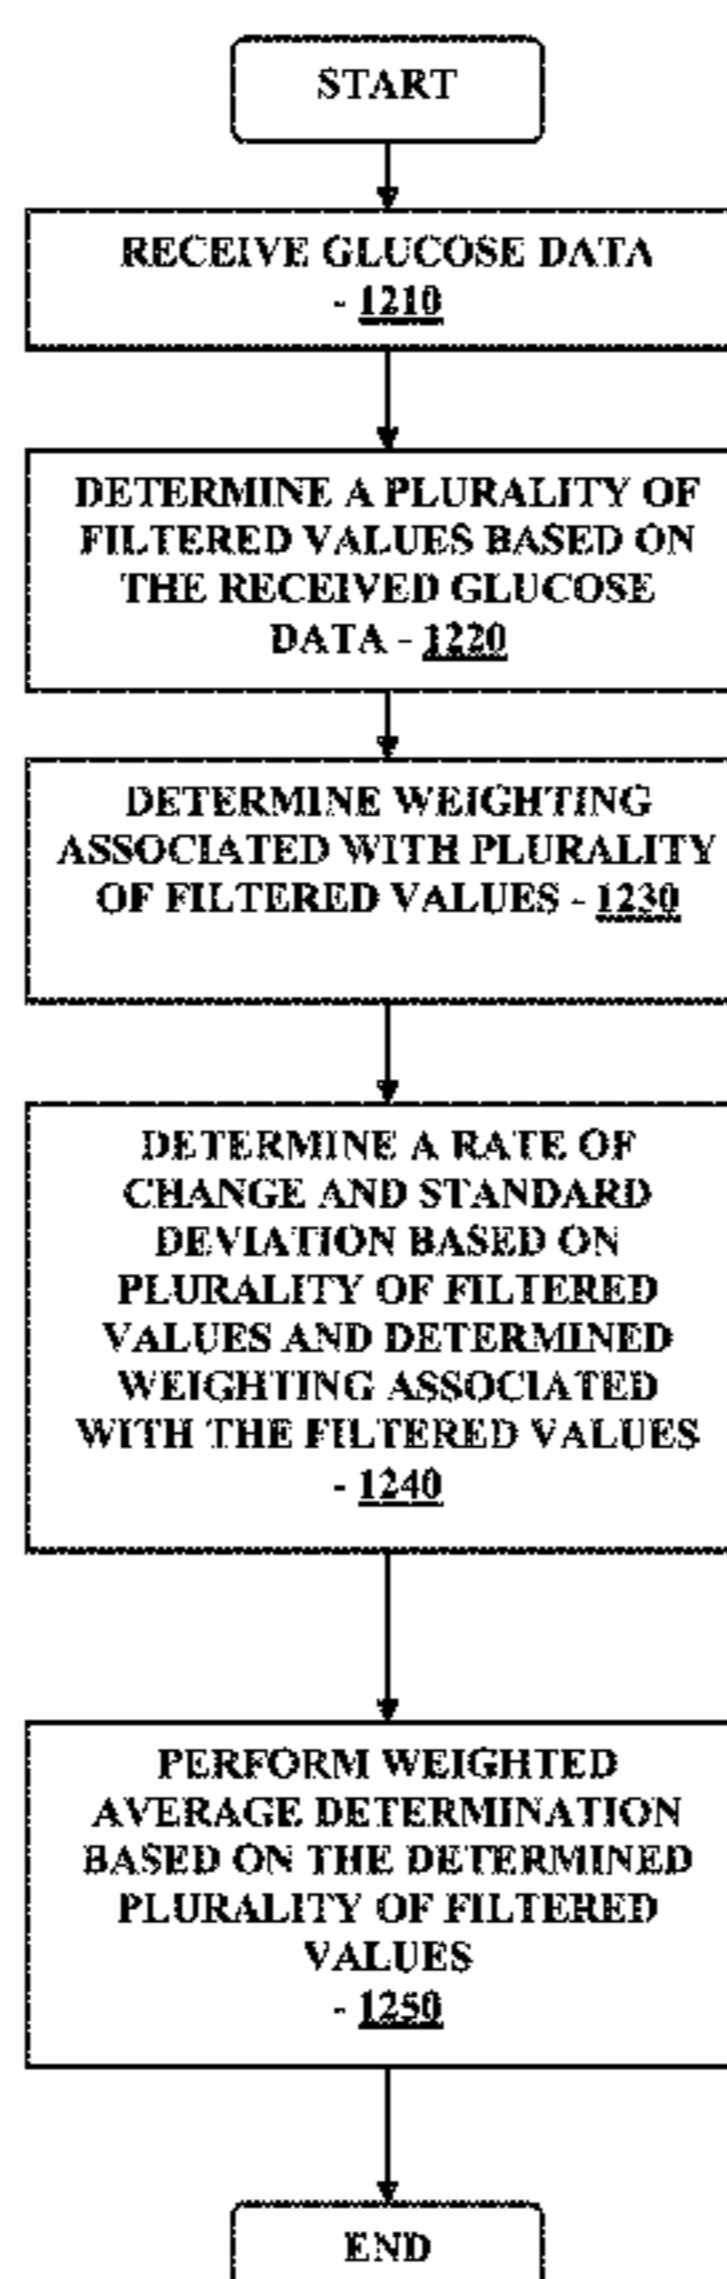 START
RECEIVE GLUCOSE DATA
- 1210
DETERMINE A PLURALITY OF
FILTERED VALUES BASED ON
THE RECEIVED GLUCOSE
DATA - 1220
DETERMINE WEIGHTING
ASSOCIATED WITH PLURALITY
OF FILTERED VALUES - 1230
DETERMINE A RATE OF
CHANGE AND STANDARD
DEVIATION BASED ON
PLURALITY OF FILTERED
VALUES AND DETERMINED
WEIGHTING ASSOCIATED
WITH THE FILTERED VALUES
- 1240
PERFORM WEIGHTED
AVERAGE DETERMINATION
BASED ON THE DETERMINED
PLURALITY OF FILTERED
VALUES
- 1250
END